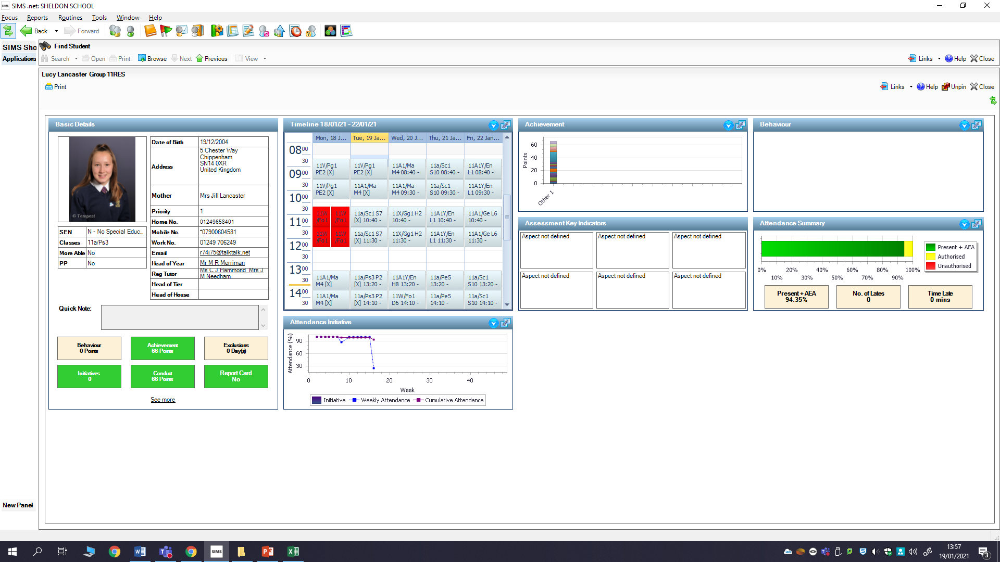 SIMS .net: SHELDON SCHOOL
Focus Reports Routines Tools Window Help
Back Forward
SIMS Sho
Find Student
Applications
Search Open Print Browse Next Previous View
Links Help Close
Lucy Lancaster Group 11RES
Print
Links Help Unpin Close
Basic Details
© Tempest
Date of Birth 19/12/2004
Address 5 Chester Way
Chippenham
SN14 0XR
United Kingdom
Mother Mrs Jill Lancaster
Priority 1
Home No. 01249658401
Mobile No. *07900604581
Work No. 01249 706249
Email r74j75@talktalk.net
Head of Year Mr M R Merriman
Reg Tutor Ms C J Hammond Mrs J
M Needham
Head of Tier
Head of House
SEN N - No Special Educ...
Classes 11a/Ps3
More Able No
PP No
Quick Note:
Behaviour
0 Points
Achievement
66 Points
Exclusions
0 Day(s)
Initiatives
0
Conduct
66 Points
Report Card
No
See more
Timeline 18/01/21 - 22/01/21
Mon, 18 J... Tue, 19 Ja... Wed, 20 J... Thu, 21 Ja... Fri, 22 Jan...
08 00
30
09 00
30
10 00
30
11 00
30
12 00
30
13 00
30
14 00
30
11V/Pg1 11V/Pg1 11A1/Ma 11a/Sc1 11A1Y/En
PE2 [X] PE2 [X] M4 08:40 - S10 08:40 - L1 08:40 -
11V/Pg1 11A1/Ma 11A1/Ma 11a/Sc1 11A1Y/En
PE2 [X] M4 [X] M4 09:30 - S10 09:30 - L1 09:30 -
11W 11W 11a/Sc1 S7 11X/Gg1 H2 11A1Y/En 11A1/Ge L6
/Fo1 /Fo1 [X] 10:40 - 10:40 - L1 10:40 - 10:40 -
11W 11W 11a/Sc1 S7 11X/Gg1 H2 11A1Y/En 11A1/Ge L6
/Fo1 /Fo1 [X] 11:30 - 11:30 - L1 11:30 - 11:30 -
11A1/Ma 11a/Ps3 P2 11A1Y/En 11a/Pe5 11a/Sc1
M4 [X] [X] 13:20 - H8 13:20 - 13:20 - S10 13:20 -
11A1/Ma 11a/Ps3 P2 11W/Fo1 11a/Pe5 11a/Sc1
M4 [X] [X] 14:10 - D6 14:10 - 14:10 - S10 14:10 -
Attendance Initiative
Attendance (%)
90
60
30
0 10 20 30 40
Week
Initiative Weekly Attendance Cumulative Attendance
Achievement
Points
60
40
20
0
Other 1
Behaviour
Assessment Key Indicators
Aspect not defined Aspect not defined Aspect not defined
Aspect not defined Aspect not defined Aspect not defined
Attendance Summary
Present + AEA
Authorised
Unauthorised
0% 20% 40% 60% 80% 100%
10% 30% 50% 70% 90%
Present + AEA
94.35%
No. of Lates
0
Time Late
0 mins
New Panel
SIMS
13:57
19/01/2021
3